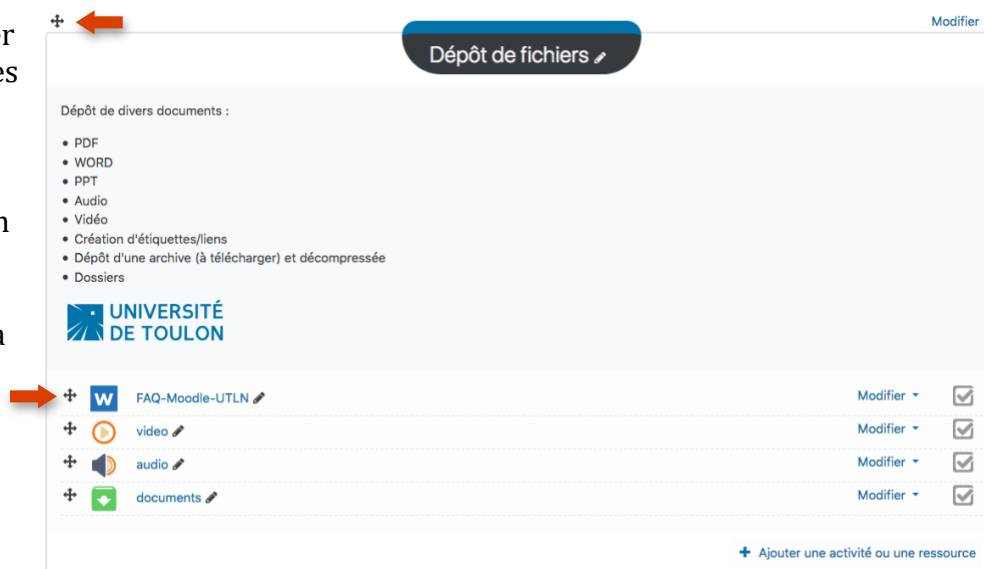 Modifier
Dépôt de fichiers
Dépôt de divers documents :
• PDF
• WORD
• PPT
• Audio
• Vidéo
• Création d'étiquettes/liens
• Dépôt d'une archive (à télécharger) et décompressée
• Dossiers
UNIVERSITÉ
DE TOULON
W FAQ-Moodle-UTLN Modifier
video Modifier
audio Modifier
documents Modifier
+ Ajouter une activité ou une ressource